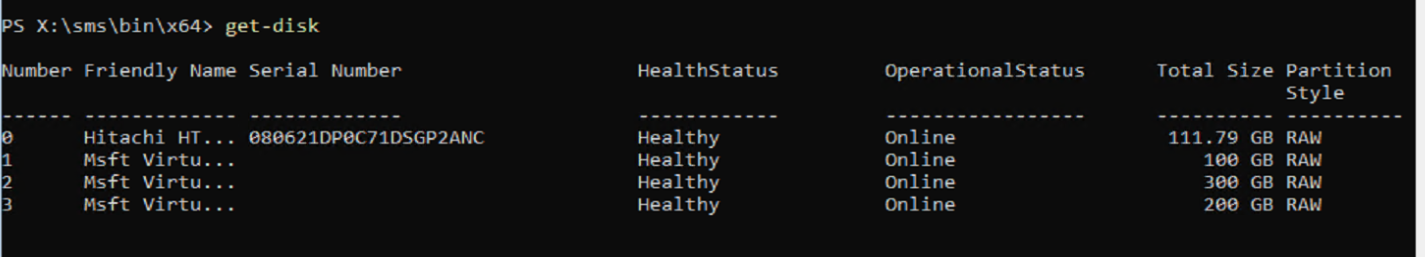 PS X:\sms\bin\x64> get-disk
Number Friendly Name Serial Number HealthStatus OperationalStatus Total Size Partition
Style
------ ------------- ------------- ------------ ----------------- ---------- ----------
0 Hitachi HT... 080621DP0C71DSGP2ANC Healthy Online 111.79 GB RAW
1 Msft Virtu... Healthy Online 100 GB RAW
2 Msft Virtu... Healthy Online 300 GB RAW
3 Msft Virtu... Healthy Online 200 GB RAW